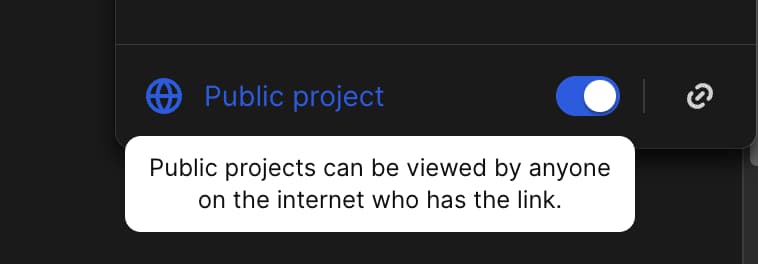 Public project
Public projects can be viewed by anyone
on the internet who has the link.